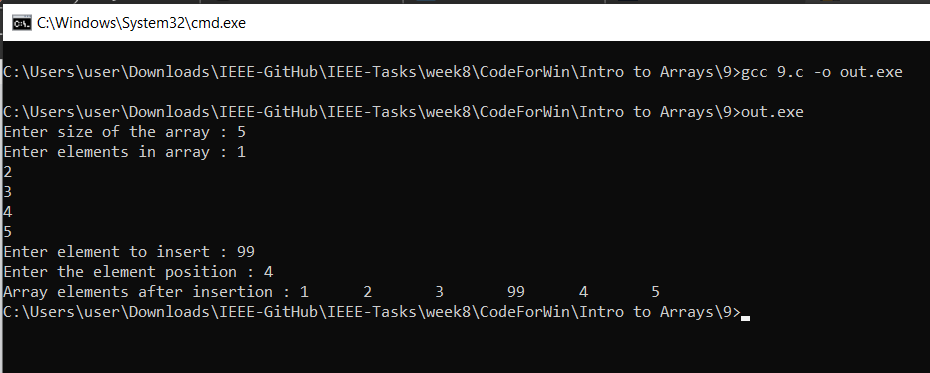 C:\Windows\System32\cmd.exe
C:\Users\user\Downloads\IEEE-GitHub\IEEE-Tasks\week8\CodeForWin\Intro to Arrays\9>gcc 9.c -o out.exe
C:\Users\user\Downloads\IEEE-GitHub\IEEE-Tasks\week8\CodeForWin\Intro to Arrays\9>out.exe
Enter size of the array : 5
Enter elements in array : 1
2
3
4
5
Enter element to insert : 99
Enter the element position : 4
Array elements after insertion : 1      2       3       99      4       5
C:\Users\user\Downloads\IEEE-GitHub\IEEE-Tasks\week8\CodeForWin\Intro to Arrays\9>